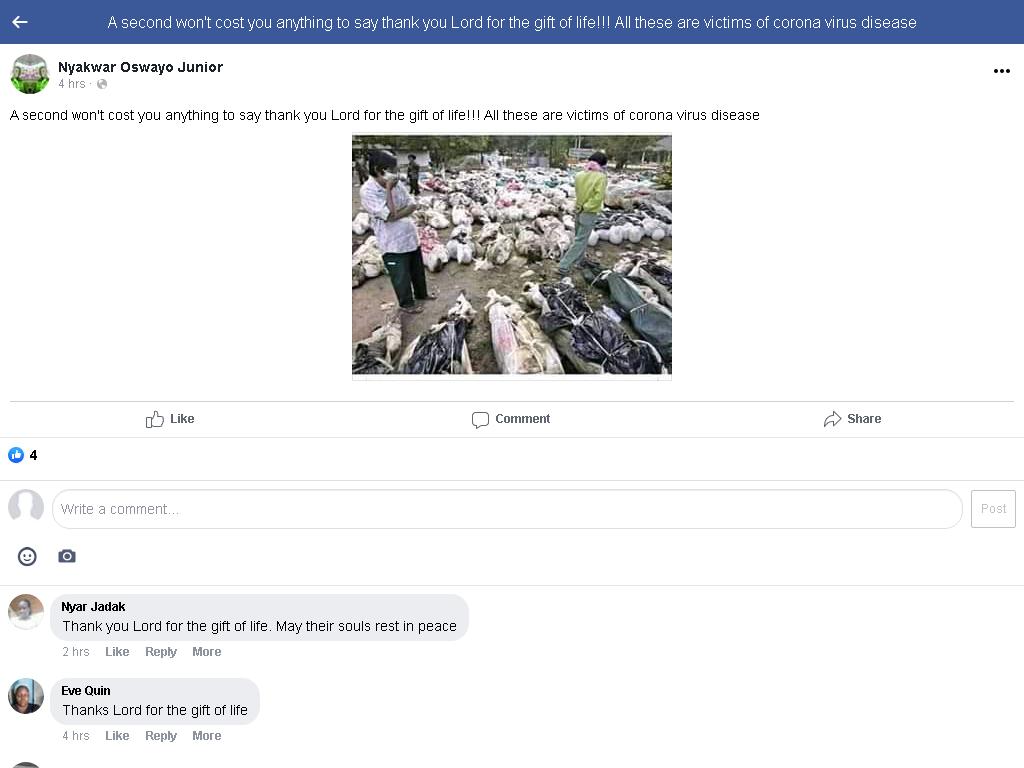 A second won't cost you anything to say thank you Lord for the gift of life!!! All these are victims of corona virus disease
Nyakwar Oswayo Junior
4 hrs ·
A second won't cost you anything to say thank you Lord for the gift of life!!! All these are victims of corona virus disease
Like
Comment
Share
4
Write a comment...
Post
Nyar Jadak
Thank you Lord for the gift of life. May their souls rest in peace
2 hrs Like Reply More
Eve Quin
Thanks Lord for the gift of life
4 hrs Like Reply More